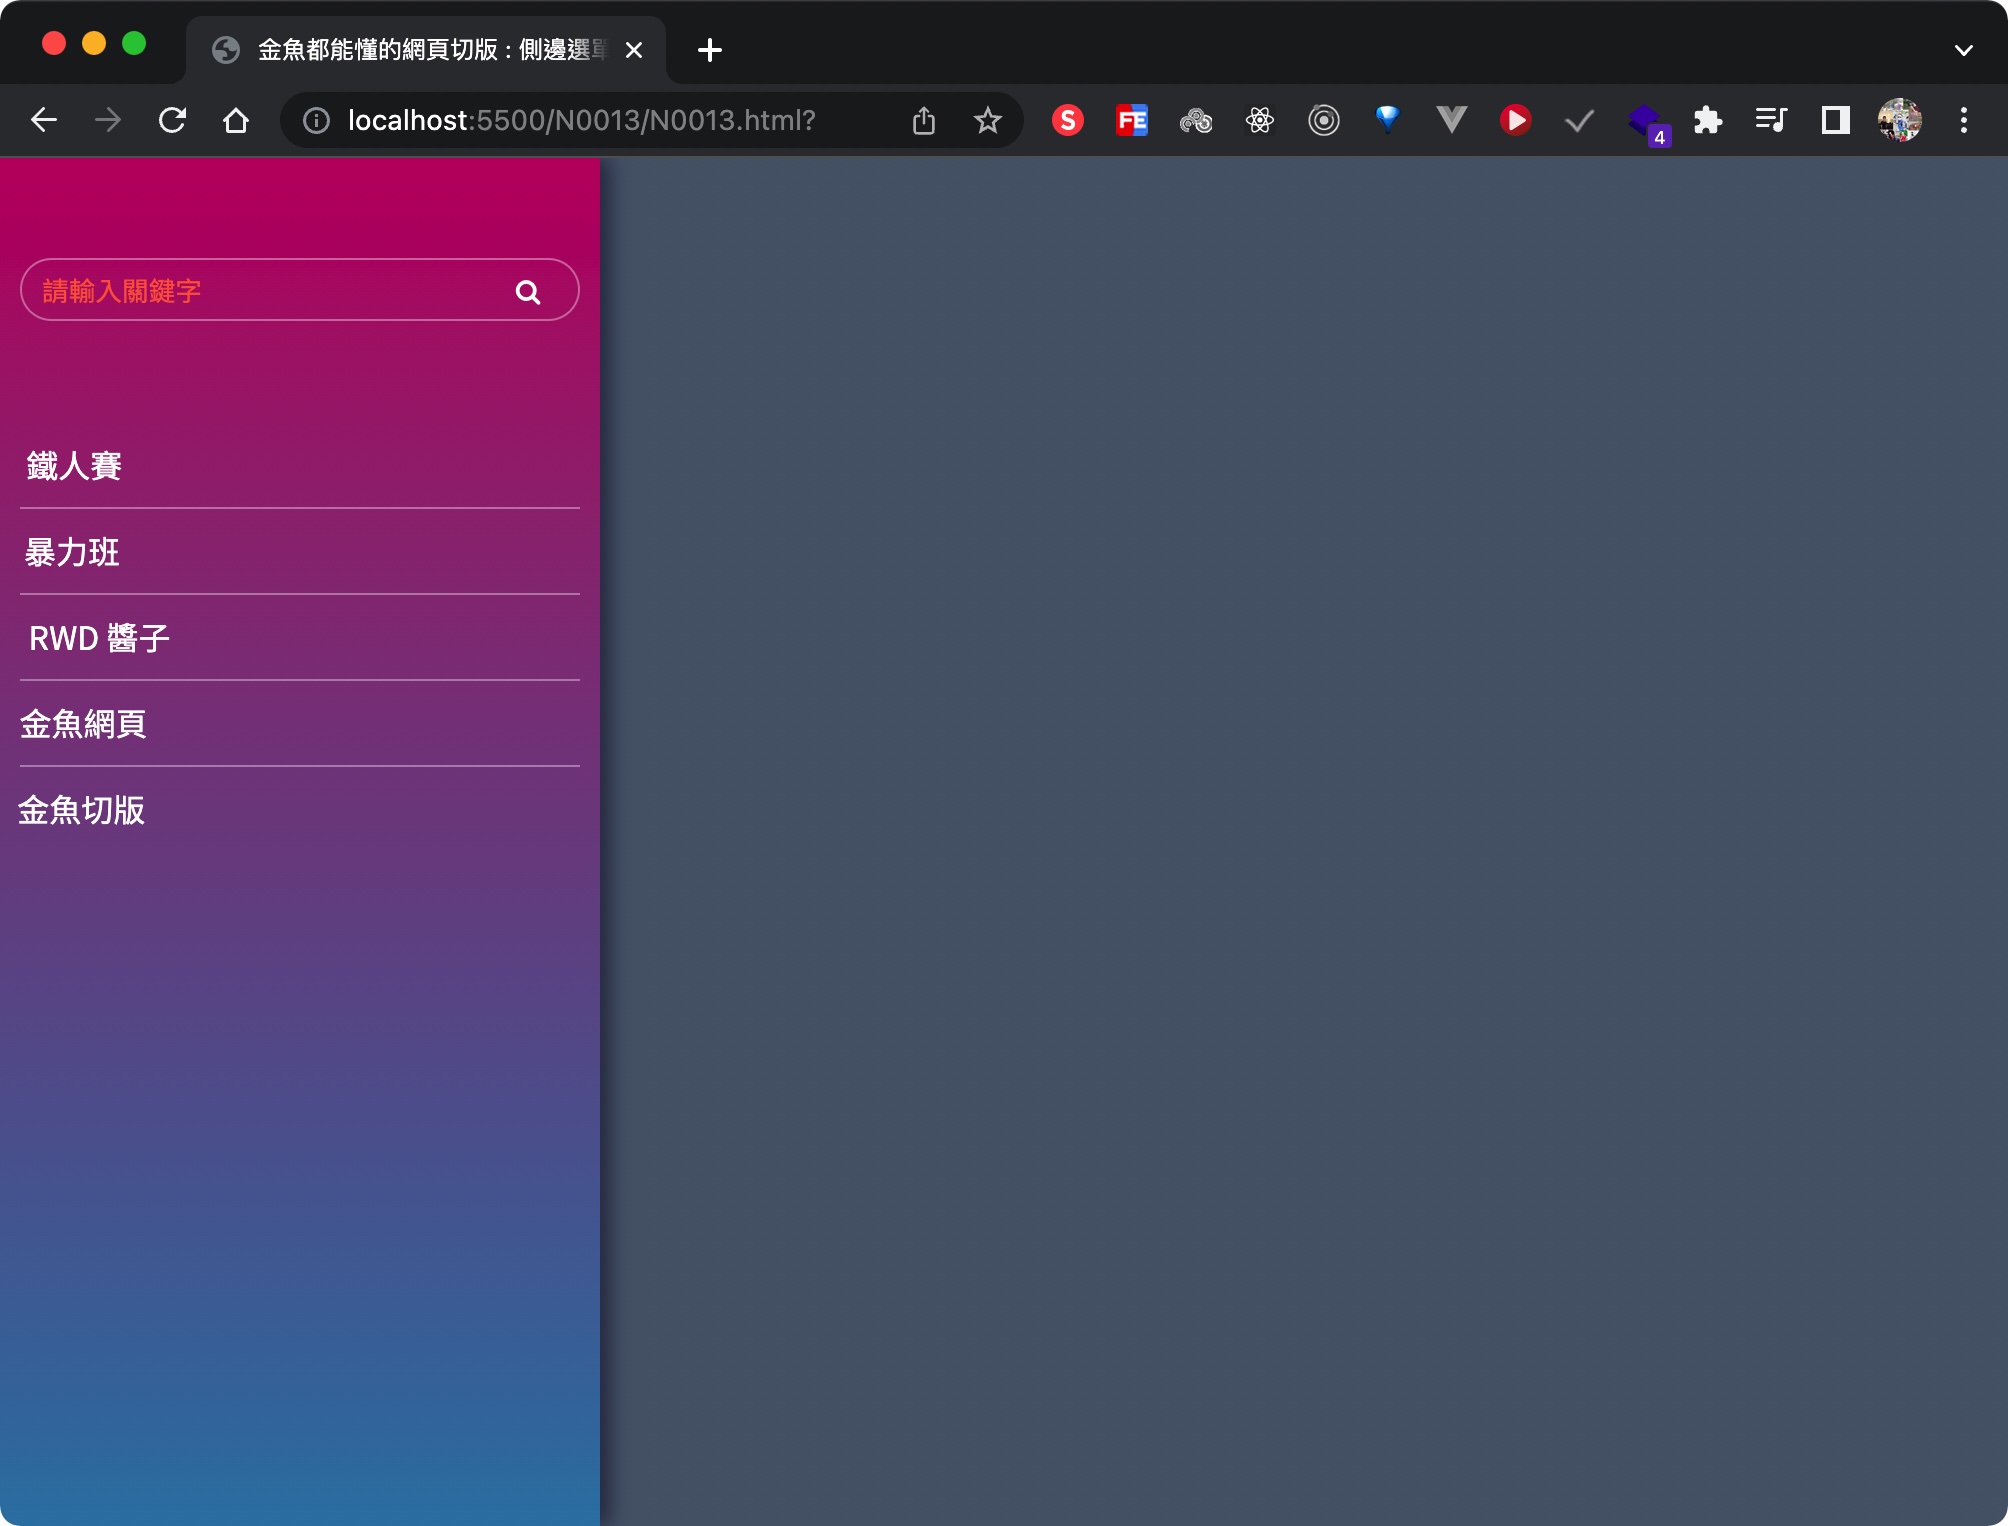 金魚都能懂的網頁切版 : 側邊選單
localhost:5500/N0013/N0013.html?
S
FE
4
請輸入關鍵字
鐵人賽
暴力班
RWD 醬子
金魚網頁
金魚切版